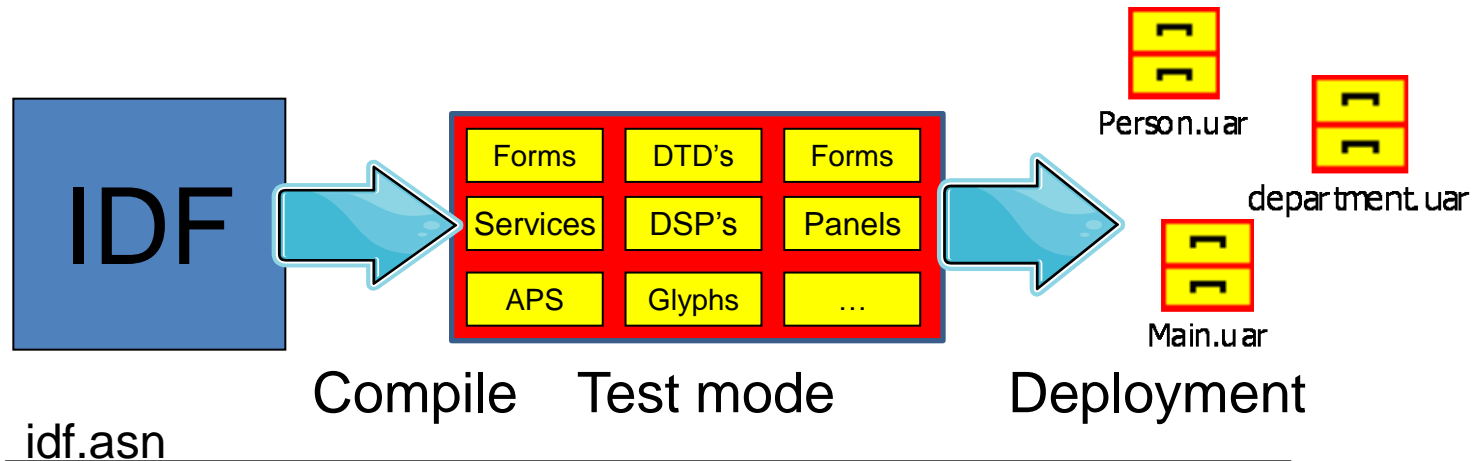 IDF
Forms
DTD's
Forms
Services
DSP's
Panels
APS
Glyphs
…
Person.uar
department.uar
Main.uar
Compile
Test mode
Deployment
idf.asn